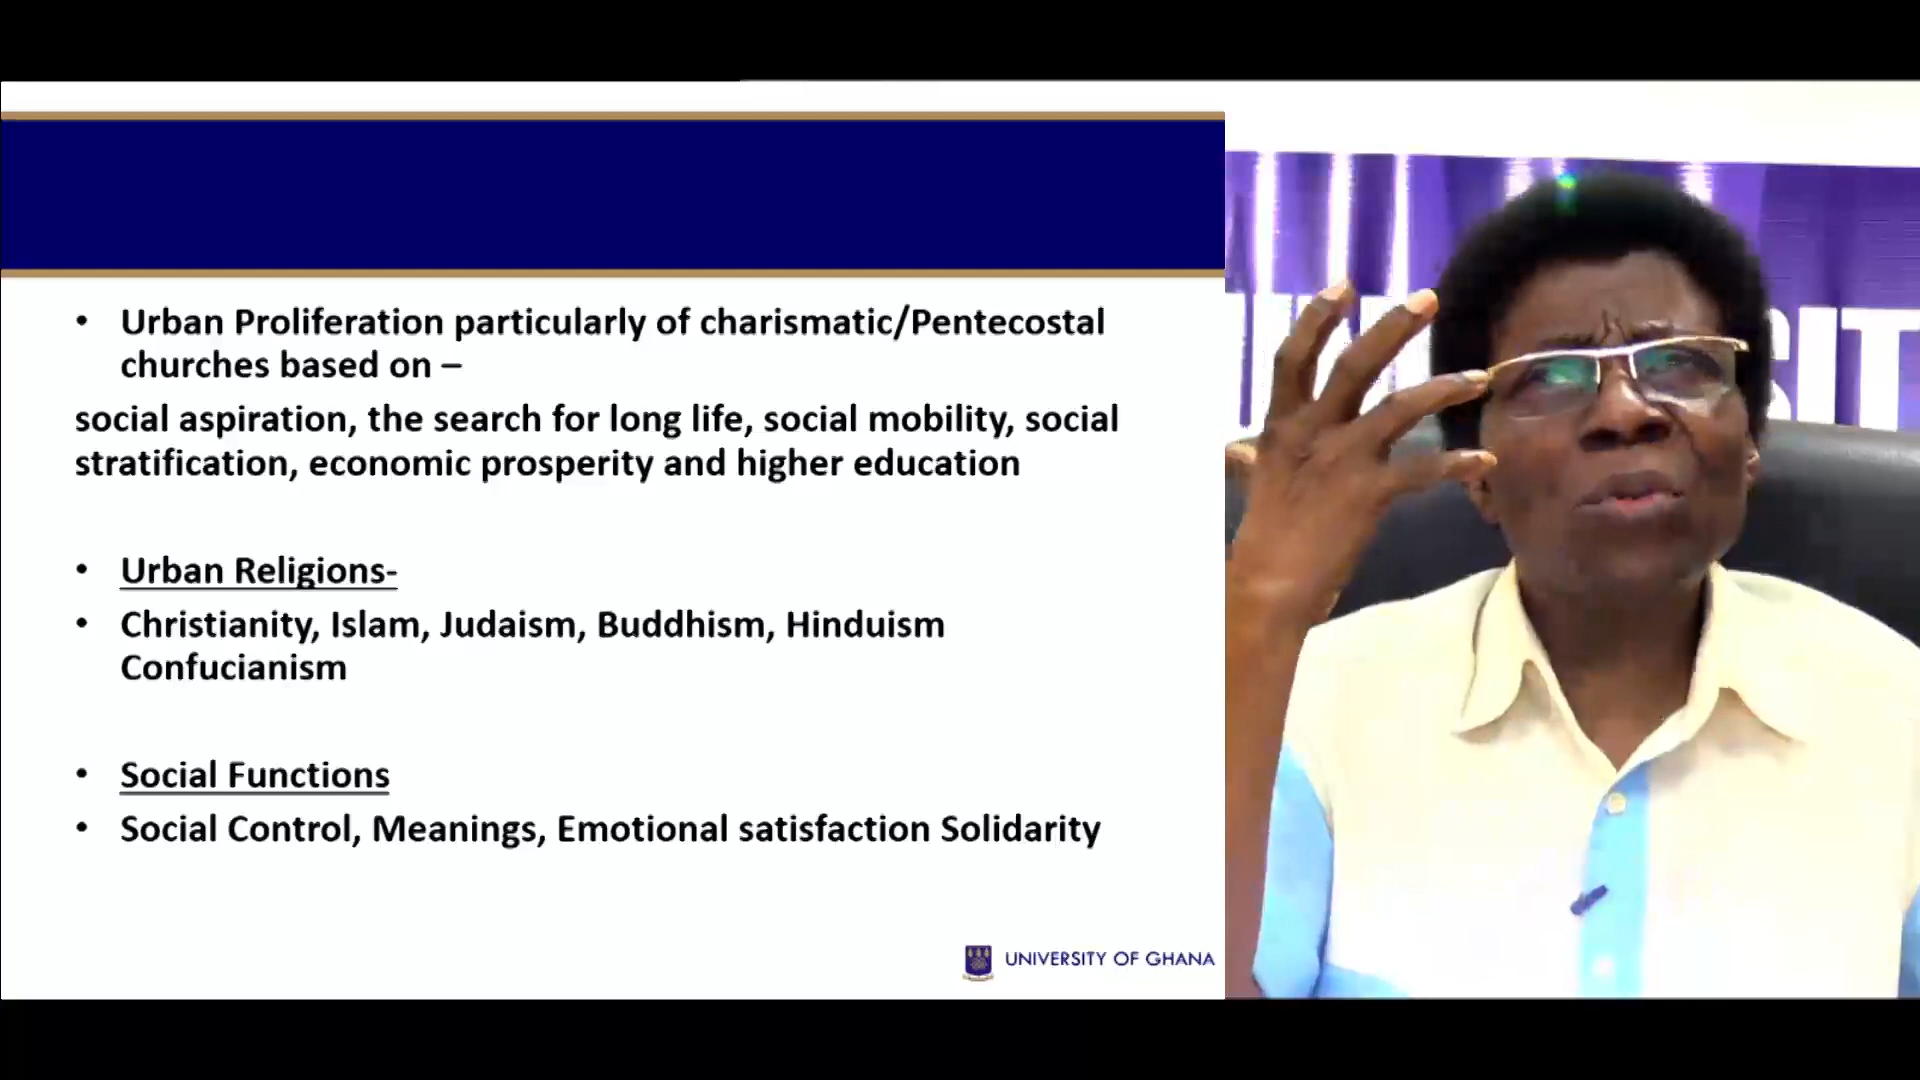 • Urban Proliferation particularly of charismatic/Pentecostal
churches based on –
social aspiration, the search for long life, social mobility, social
stratification, economic prosperity and higher education
• Urban Religions-
• Christianity, Islam, Judaism, Buddhism, Hinduism
Confucianism
• Social Functions
• Social Control, Meanings, Emotional satisfaction Solidarity
UNIVERSITY OF GHANA